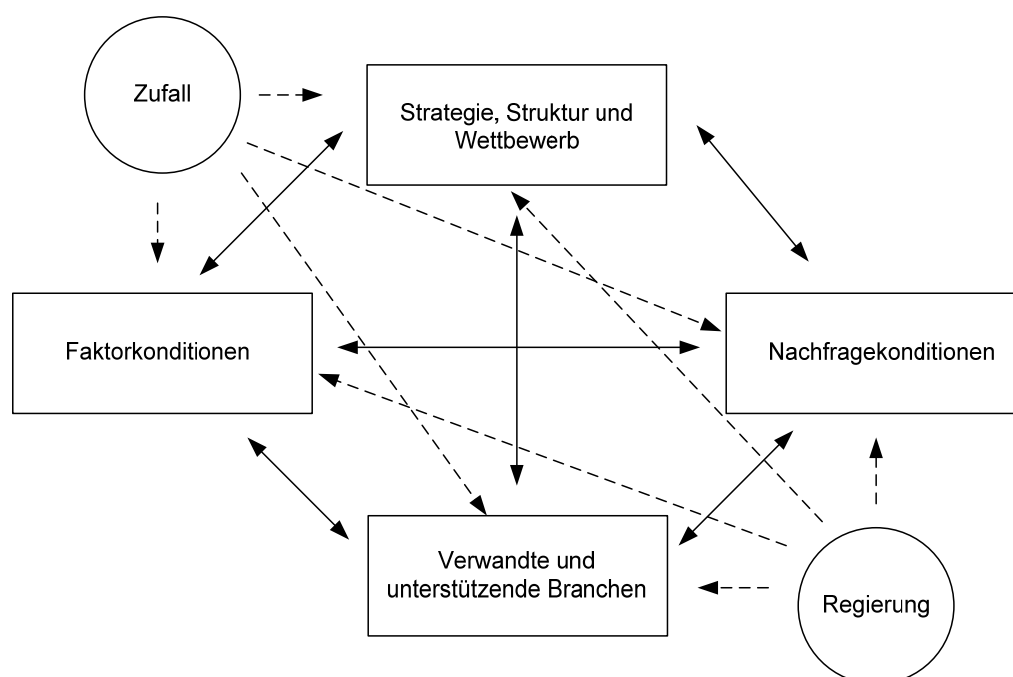 Zufall
Strategie, Struktur und
Wettbewerb
Faktorkonditionen
Nachfragekonditionen
Verwandte und
unterstützende Branchen
Regierung